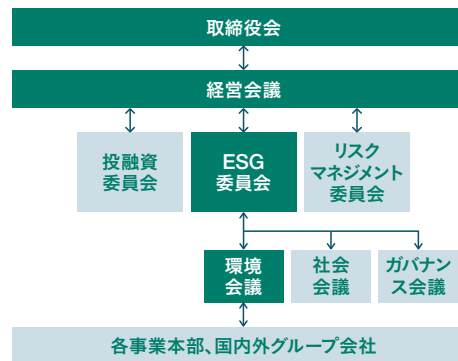 取締役会
経営会議
投融資
委員会
ESG
委員会
リスク
マネジメント
委員会
環境
会議
社会
会議
ガバナン
ス会議
各事業本部、国内外グループ会社